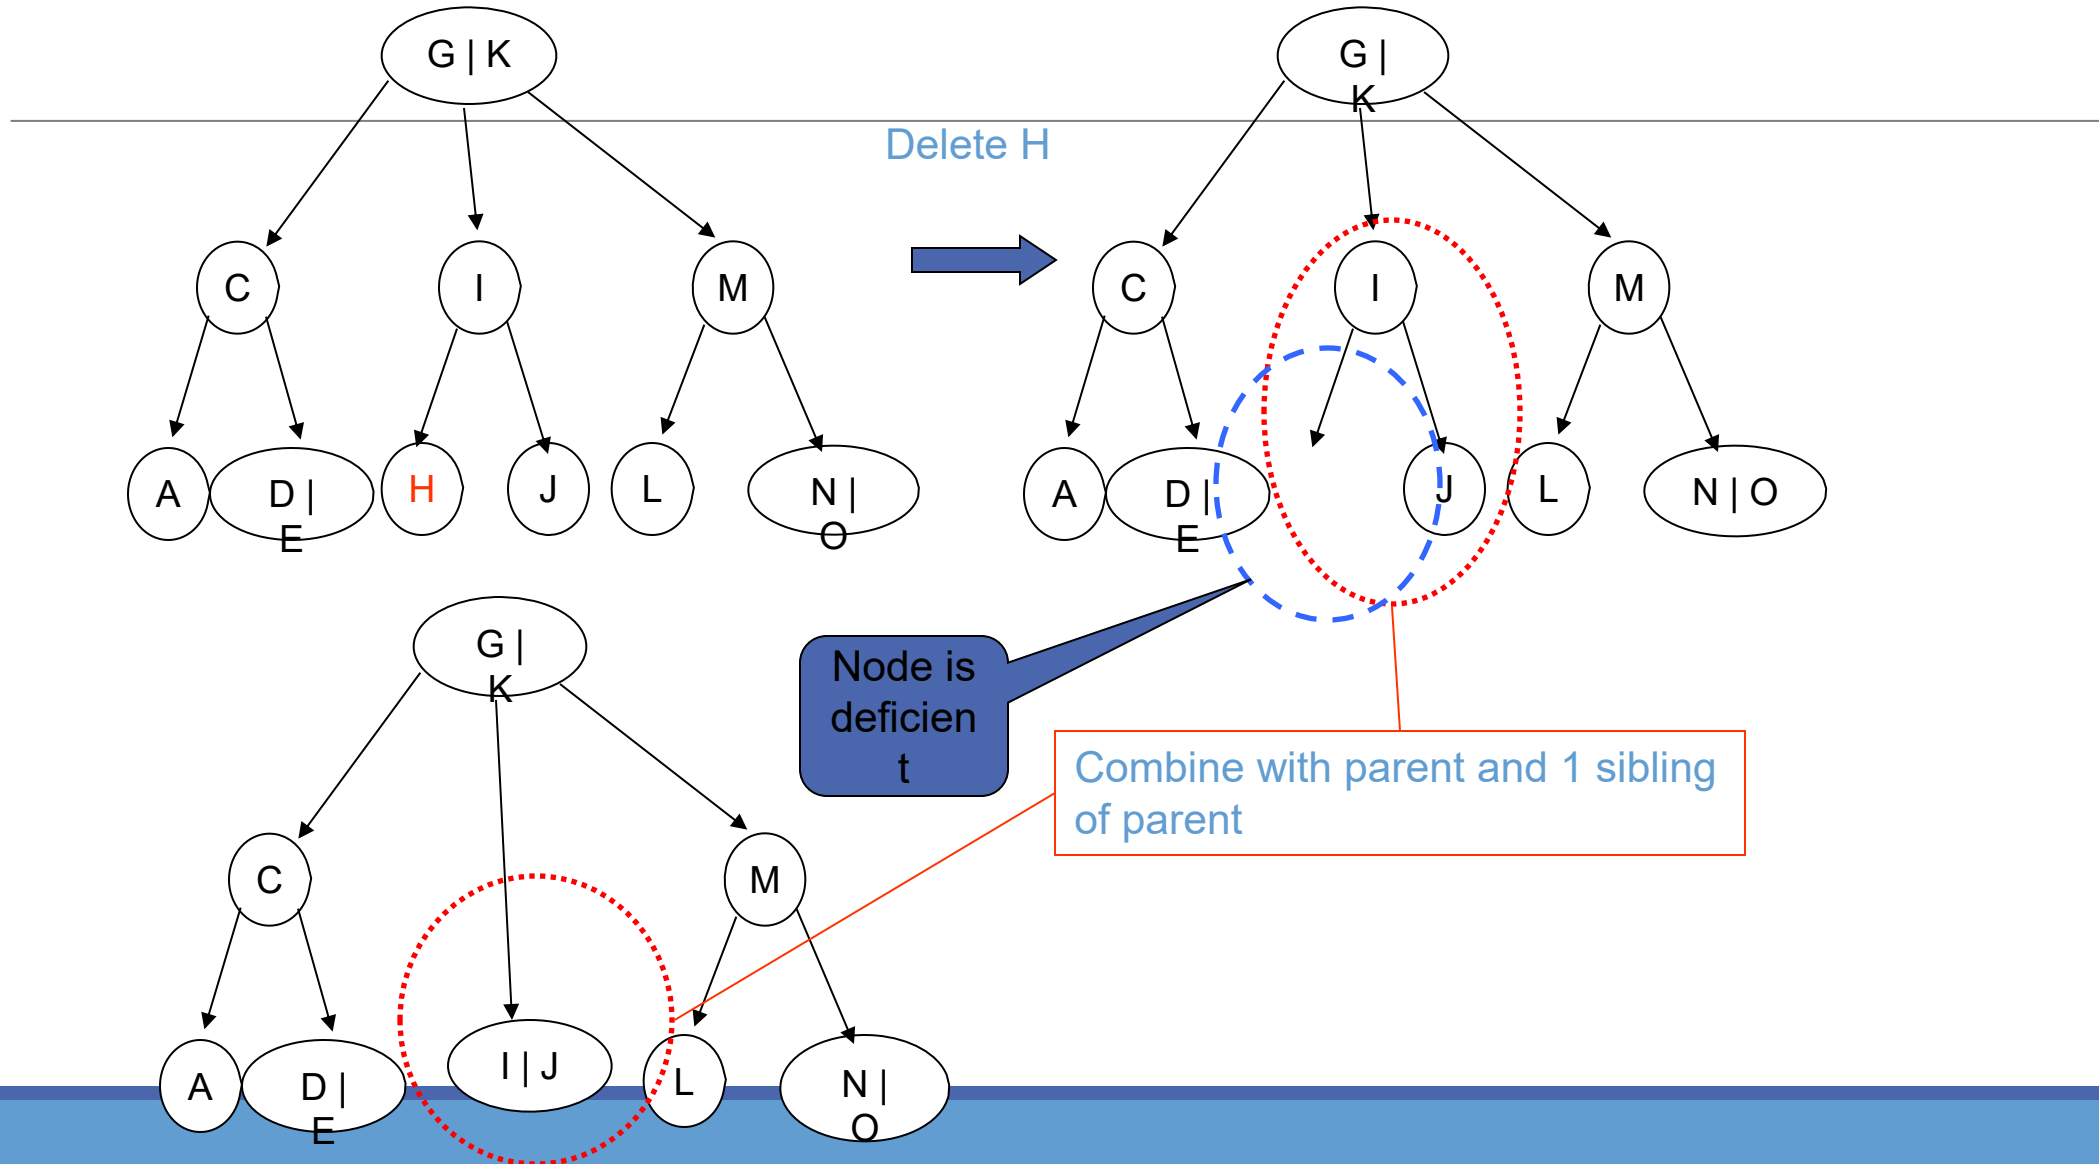 G | K
G |
K
Delete H
C
I
M
C
I
M
A
D |
E
H
J
L
N |
O
A
D |
E
J
L
N | O
G |
K
Node is
deficien
t
Combine with parent and 1 sibling
of parent
C
M
A
D |
E
I | J
L
N |
O